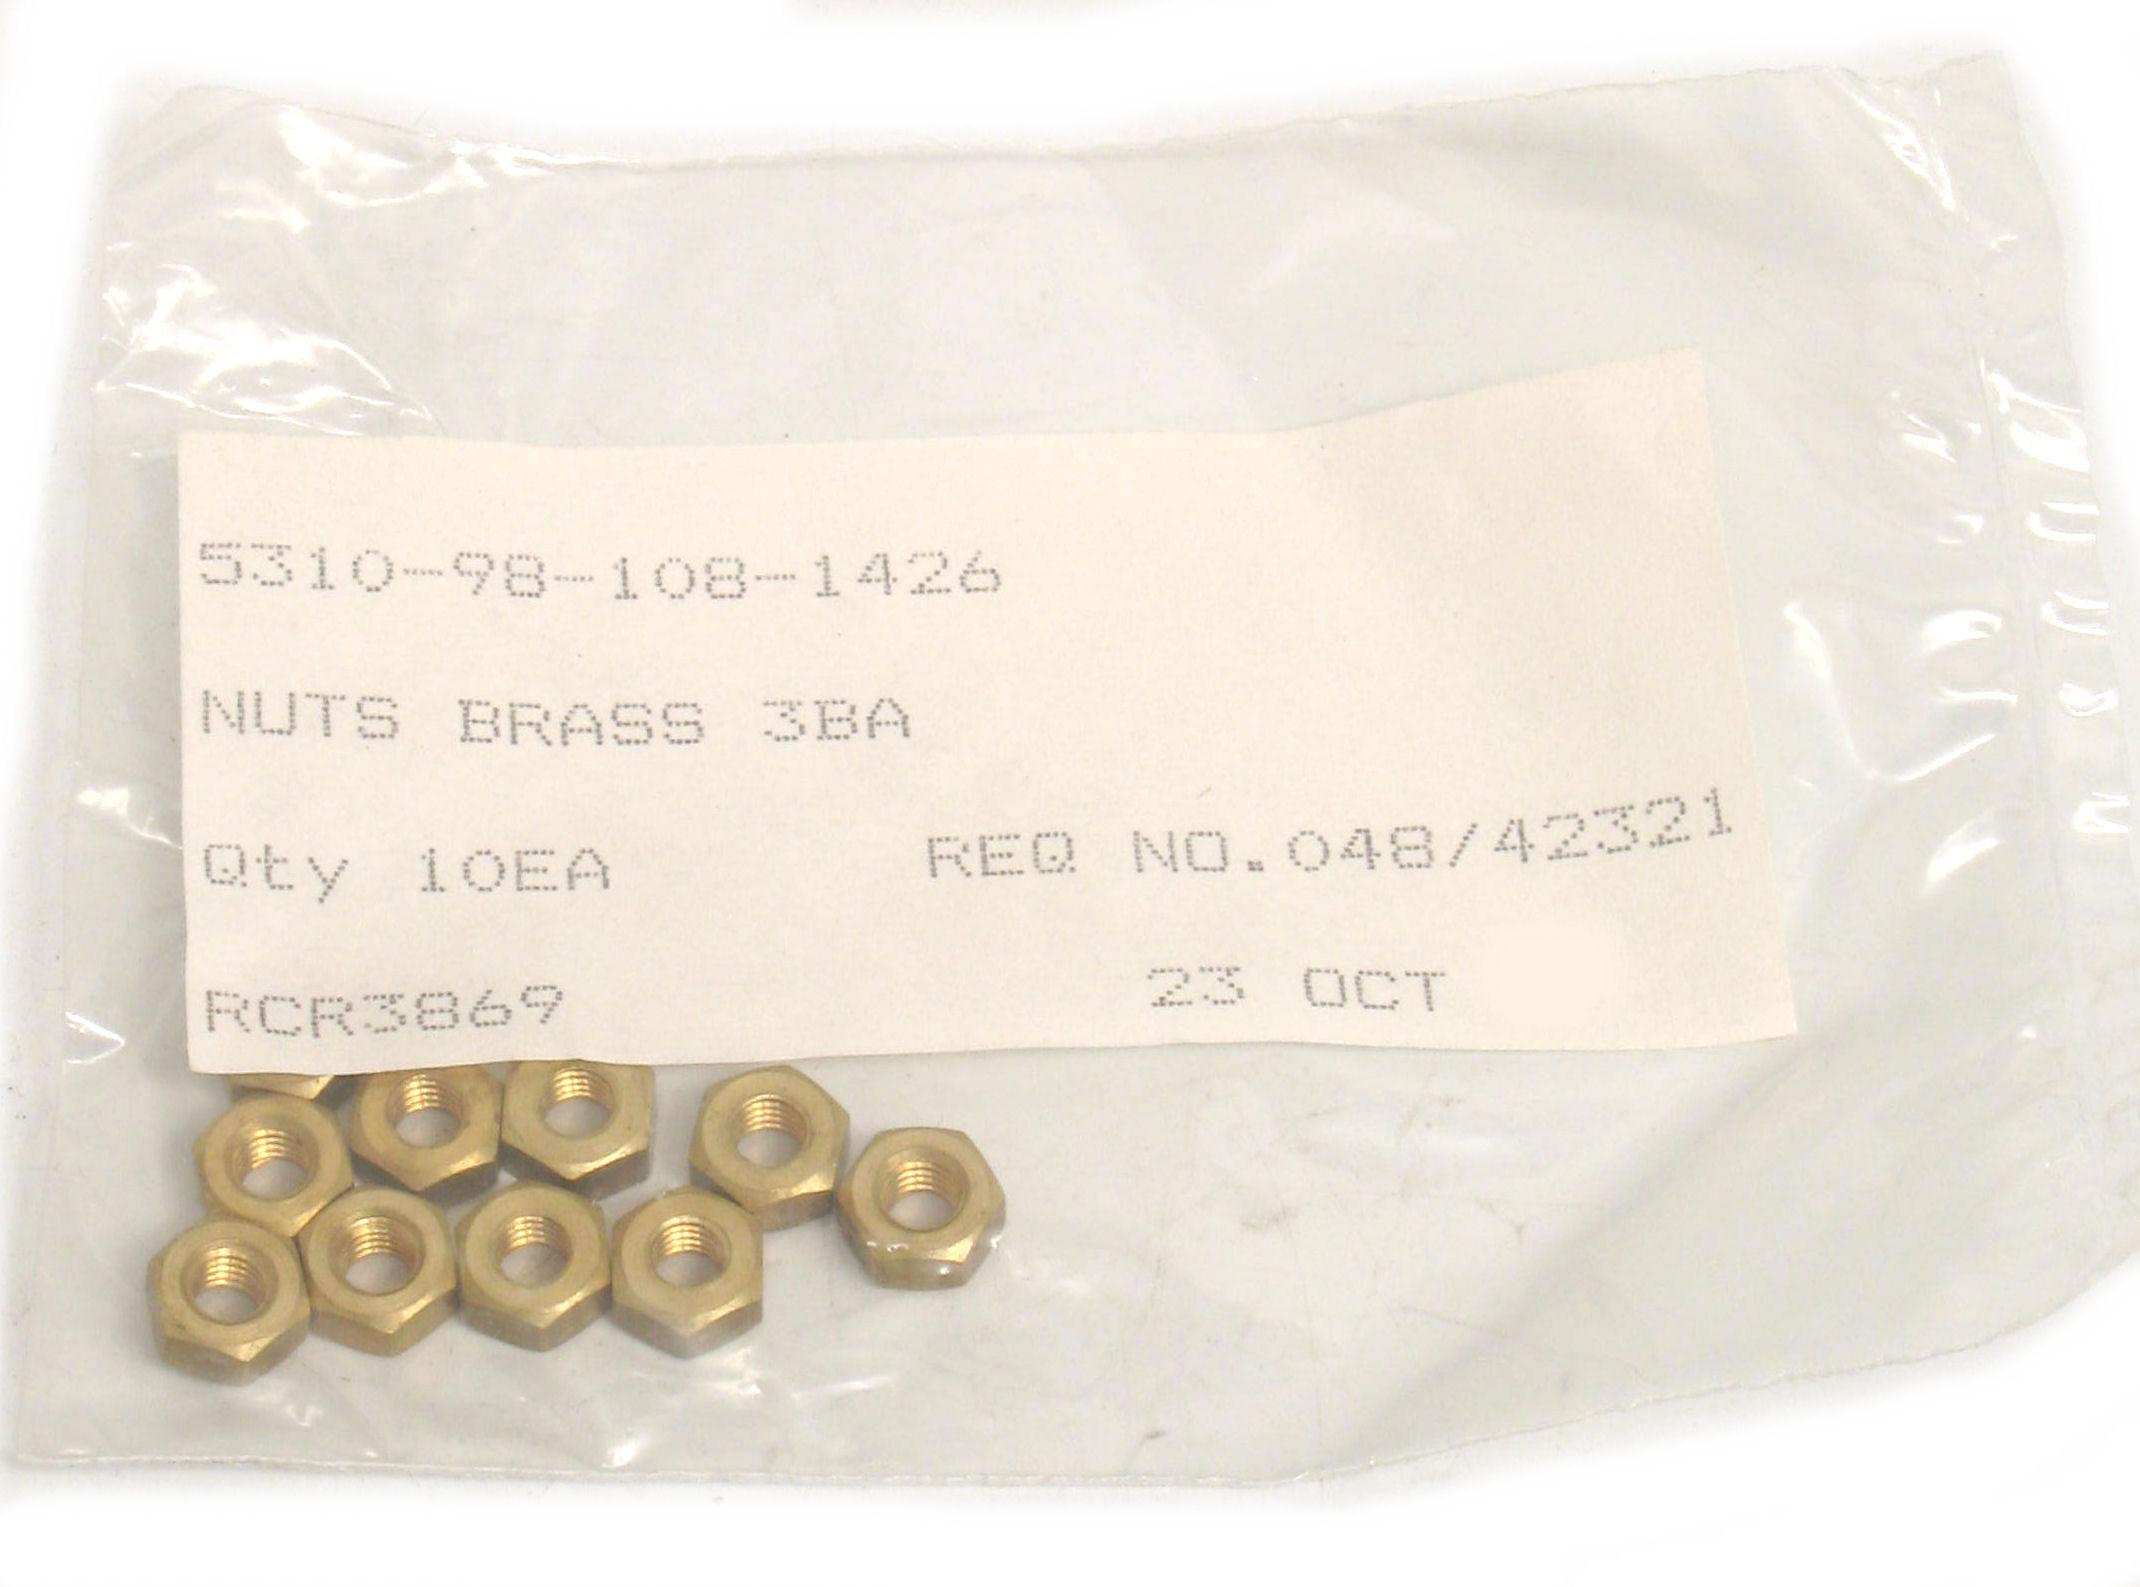 5310-98-108-1426
NUTS BRASS 3BA
Qty 10EA REQ NO.048/42321
RCR3869 23 OCT